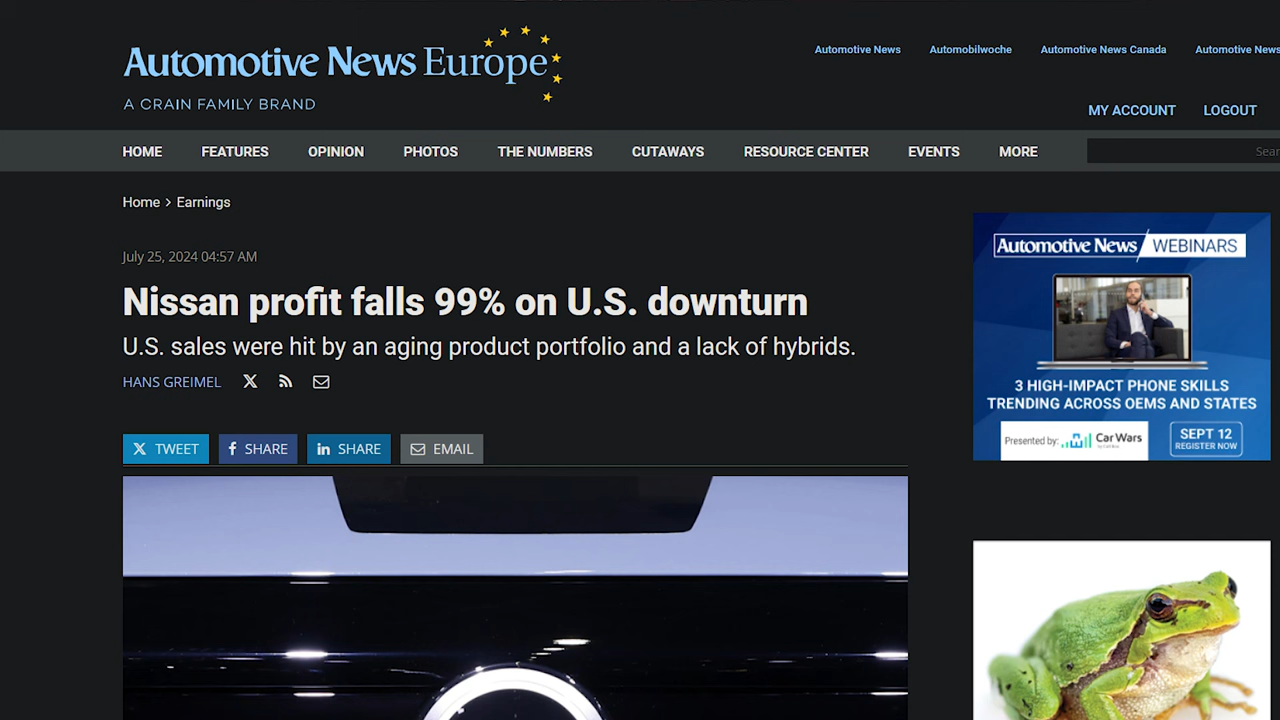 Automotive News Europe
A CRAIN FAMILY BRAND
Automotive News
Automobilwoche
Automotive News Canada
Automotive News
MY ACCOUNT
LOGOUT
HOME
FEATURES
OPINION
PHOTOS
THE NUMBERS
CUTAWAYS
RESOURCE CENTER
EVENTS
MORE
Sear
Home > Earnings
July 25, 2024 04:57 AM
Nissan profit falls 99% on U.S. downturn
U.S. sales were hit by an aging product portfolio and a lack of hybrids.
HANS GREIMEL
TWEET
SHARE
SHARE
EMAIL
Automotive News WEBINARS
3 HIGH-IMPACT PHONE SKILLS
TRENDING ACROSS OEMS AND STATES
Presented by: Car Wars
SEPT 12
REGISTER NOW